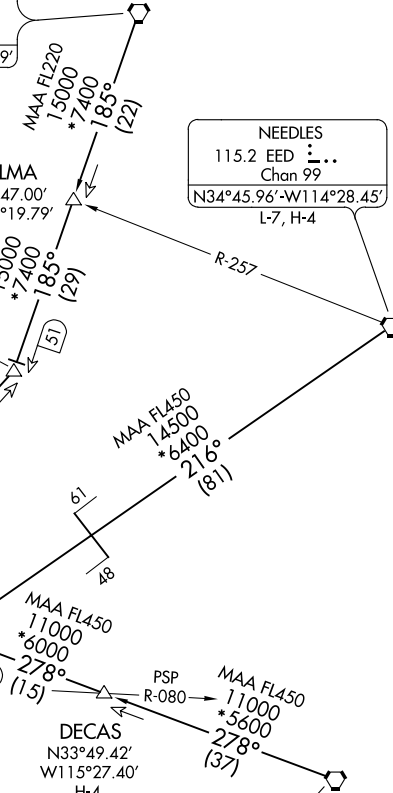 9'
MAA FL220
15000
*7400
185°
(22)
NEEDLES
115.2 EED
Chan 99
N34°45.96'-W114°28.45'
L-7, H-4
LMA
47.00'
°19.79'
R-257
5000
*7400
185°
(29)
51
MAA FL450
14500
*6400
216°
(81)
61
48
MAA FL450
11000
*6000
278°
(15)
PSP
R-080
MAA FL450
11000
*5600
278°
(37)
DECAS
N33°49.42'
W115°27.40'
H-4